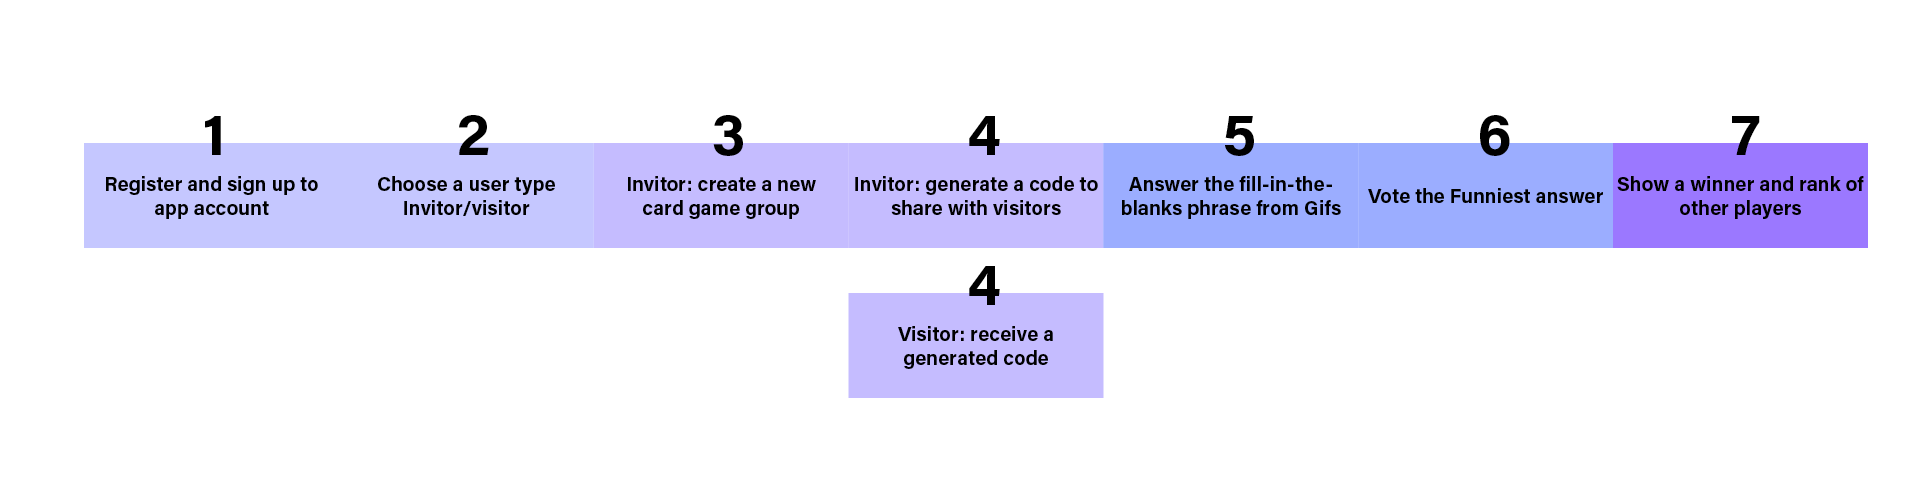 1
Register and sign up to
app account
2
Choose a user type
Invitor/visitor
3
Invitor: create a new
card game group
4
Invitor: generate a code to
share with visitors
5
Answer the fill-in-the-
blanks phrase from Gifs
6
Vote the Funniest answer
7
Show a winner and rank of
other players
4
Visitor: receive a
generated code